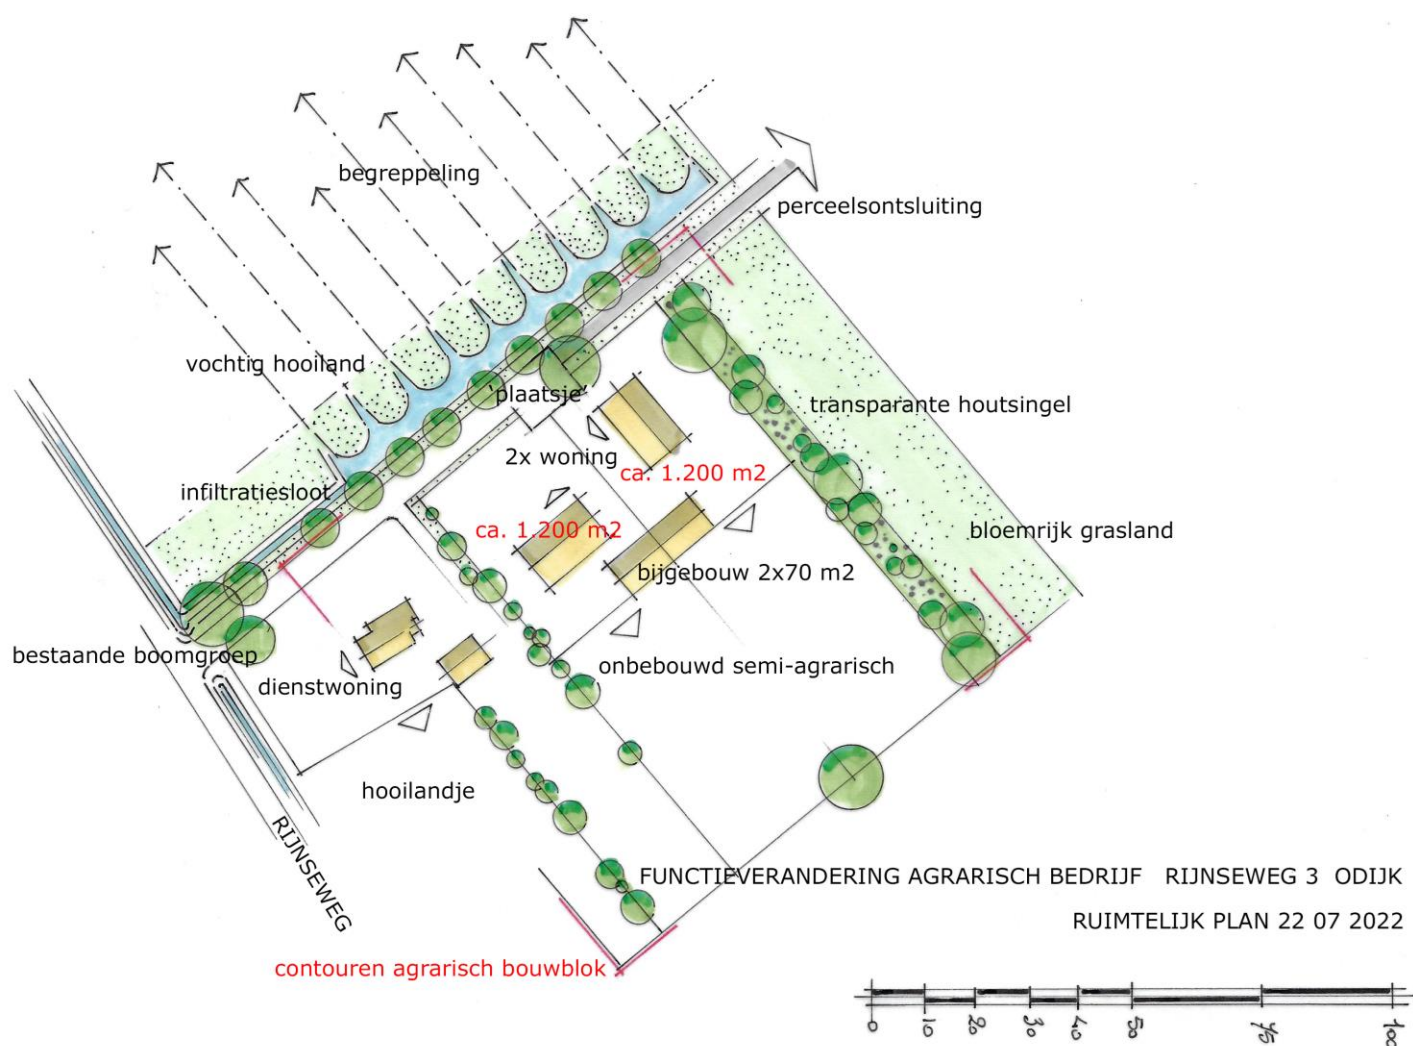 begreppeling
perceelsontsluiting
vochtig hooiland
'plaatsje'
transparante houtsingel
2x woning
ca. 1.200 m2
infiltratiesloot
ca. 1.200 m2
bloemrijk grasland
bijgebouw 2x70 m2
bestaande boomgroep
onbebouwd semi-agrarisch
dienstwoning
hooilandje
RIJNSEWEG
FUNCTIEVERANDERING AGRARISCH BEDRIJF RIJNSEWEG 3 ODIJK
RUIMTELIJK PLAN 22 07 2022
contouren agrarisch bouwblok
0 10 20 30 40 50 75 100